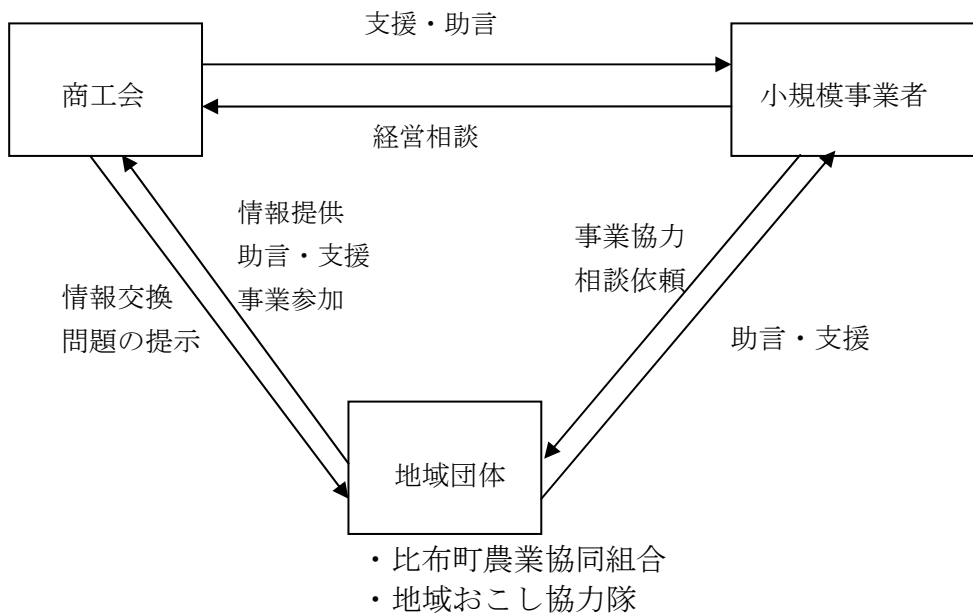 支援・助言
商工会
小規模事業者
経営相談
情報提供
助言・支援
事業参加
事業協力
相談依頼
情報交換
問題の提示
助言・支援
地域団体
・比布町農業協同組合
・地域おこし協力隊